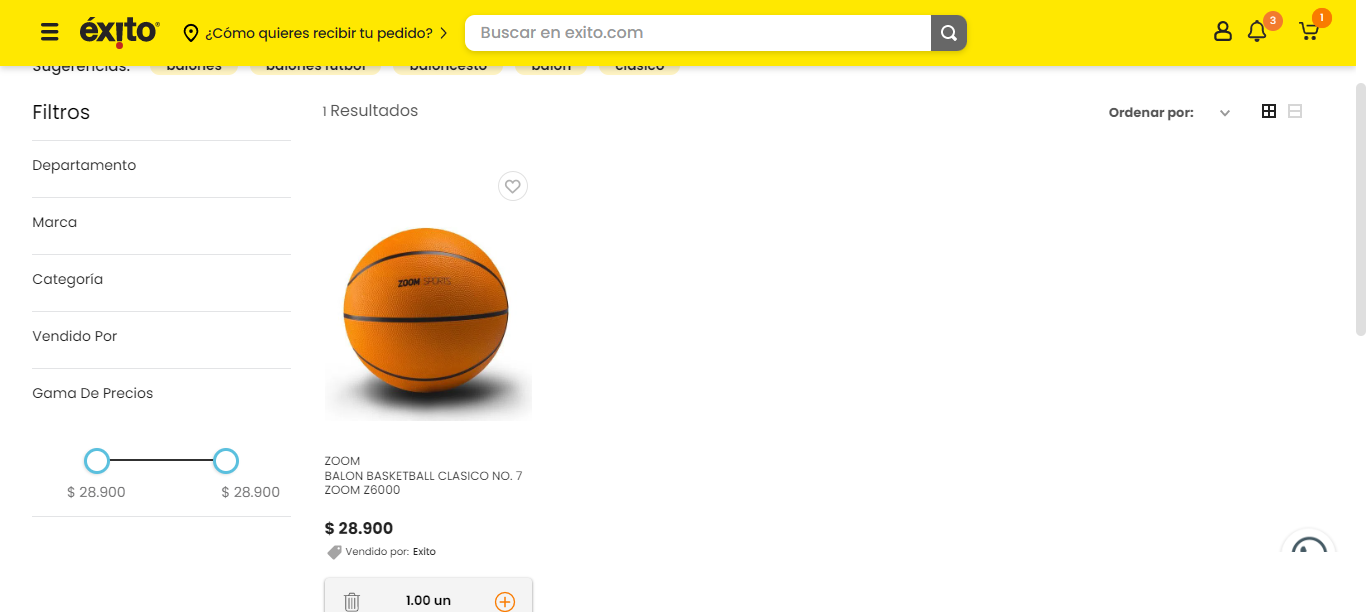 éxito
¿Cómo quieres recibir tu pedido?
Buscar en exito.com
3
1
Sugerencias: balones balones futbol baloncesto balon clasico
Filtros
1 Resultados
Ordenar por:
Departamento
Marca
Categoría
Vendido Por
Gama De Precios
$ 28.900 $ 28.900
ZOOM SPORTS
ZOOM
BALON BASKETBALL CLASICO NO. 7
ZOOM Z6000
$ 28.900
Vendido por: Exito
1.00 un